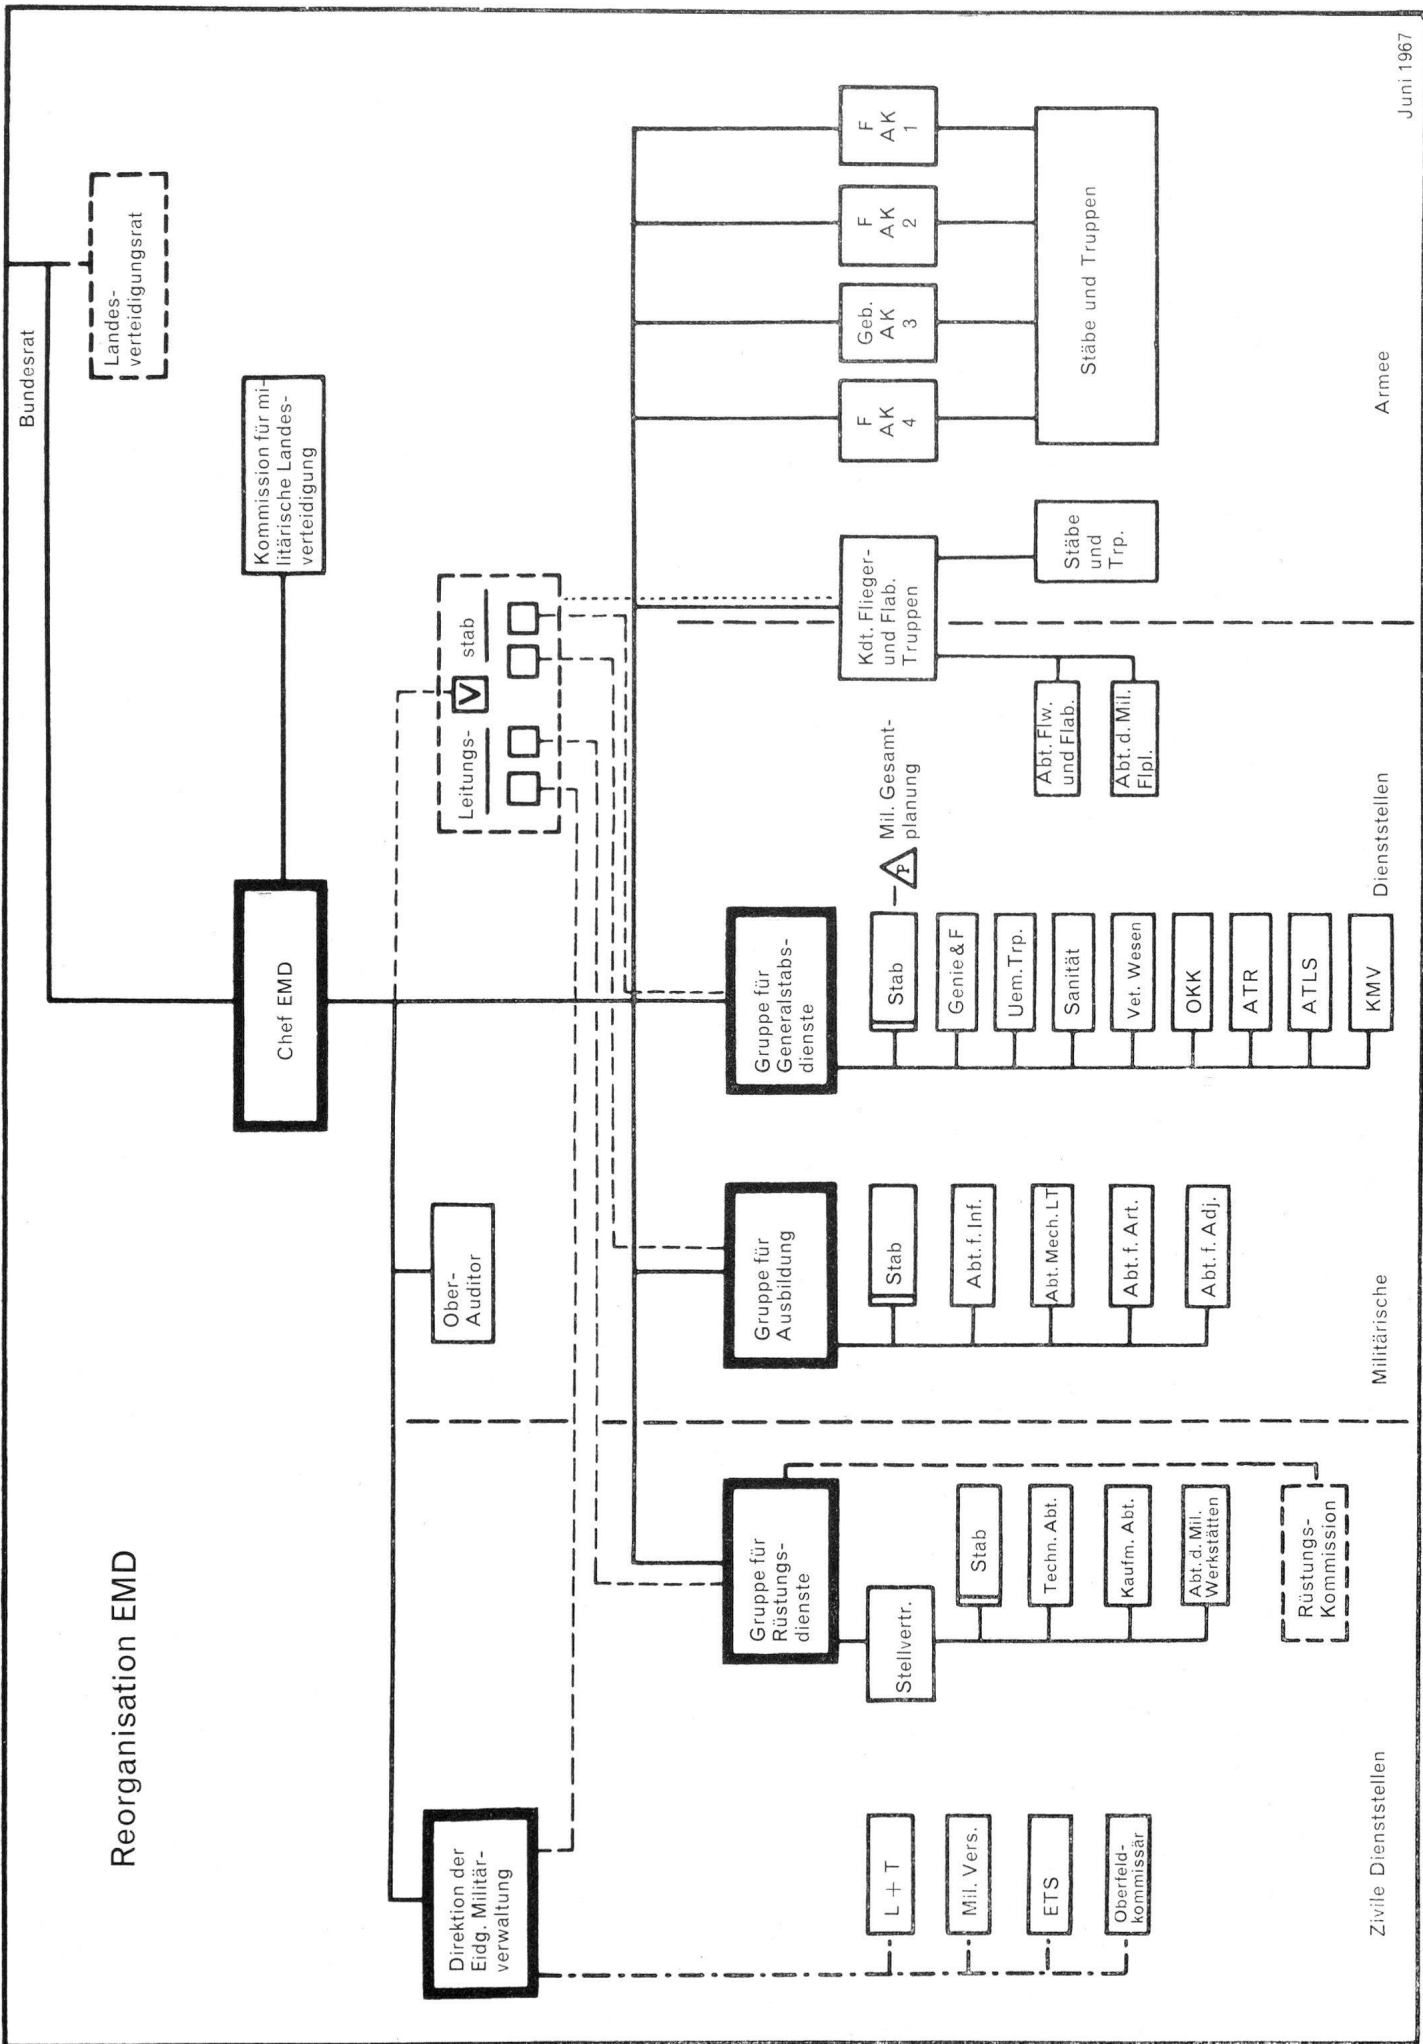 Reorganisation EMD
Bundesrat
Landes-
verteidigungsrat
Chef EMD
Kommission für mi-
litärische Landes-
verteidigung
Direktion der
Eidg. Militär-
verwaltung
Ober-
Auditor
Leitungs-
V
stab
Gruppe für
Rüstungs-
dienste
Gruppe für
Ausbildung
Gruppe für
Generalstabs-
dienste
Kdt. Flieger-
und Flab.
Truppen
F
AK
4
Geb.
AK
3
F
AK
2
F
AK
1
L + T
Mil. Vers.
ETS
Oberfeld-
kommissär
Stellvertr.
Stab
Techn. Abt.
Kaufm. Abt.
Abt. d. Mil.
Werkstätten
Rüstungs-
Kommission
Stab
Abt. f. Inf.
Abt. Mech. LT
Abt. f. Art.
Abt. f. Adj.
Stab
P
Mil. Gesamt-
planung
Genie & F
Uem. Trp.
Sanität
Vet. Wesen
OKK
ATR
ATLS
KMV
Abt. Flw.
und Flab.
Abt. d. Mil.
Flpl.
Stäbe
und
Trp.
Stäbe und Truppen
Zivile Dienststellen
Militärische
Dienststellen
Armee
Juni 1967